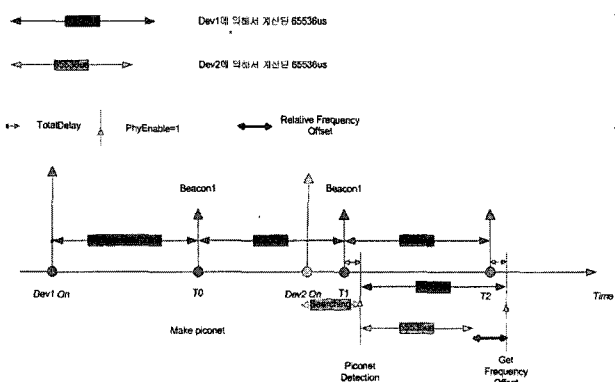 Dev1에 의해서 계산된 65536us
Dev2에 의해서 계산된 65536us
TotalDelay
PhyEnable=1
Relative Frequency
Offset
Beacon1
Beacon1
Dev1 On
T0
Dev2 On
T1
T2
Time
Searching
Make piconet
Piconet
Detection
Get
Frequency
Offset